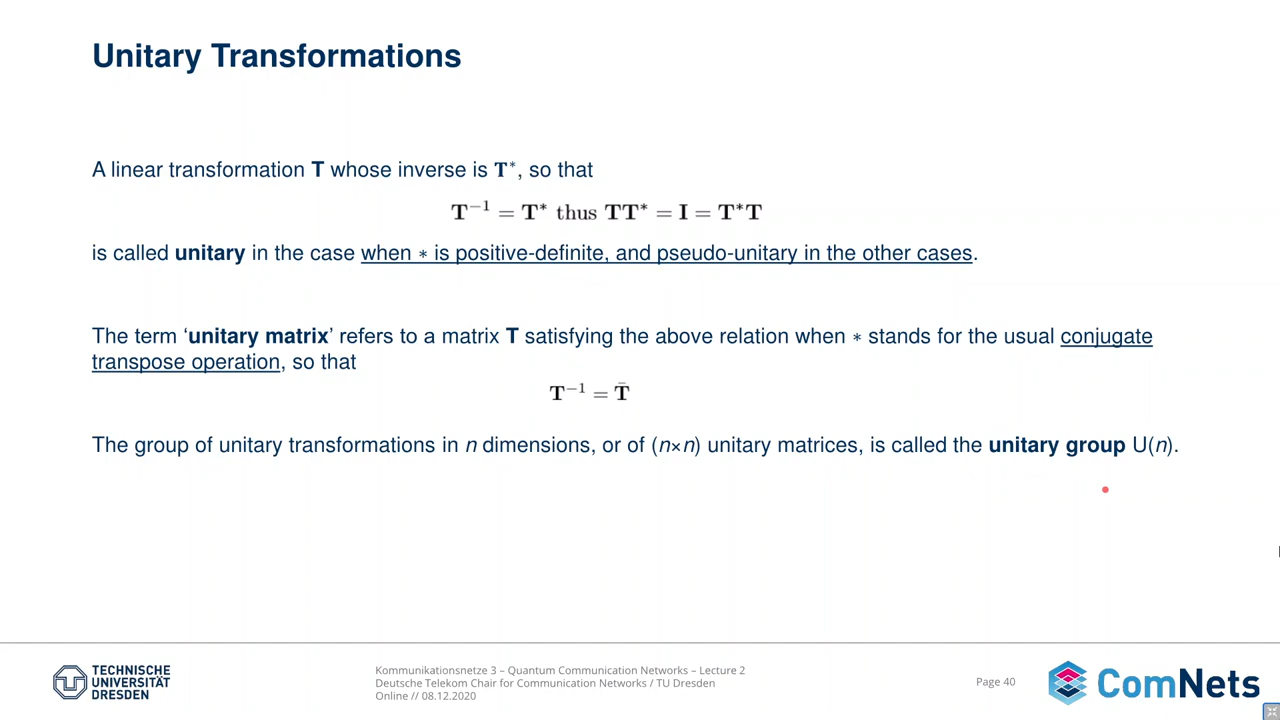 Unitary Transformations
A linear transformation T whose inverse is T*, so that
T⁻¹ = T* thus TT* = I = T*T
is called unitary in the case when * is positive-definite, and pseudo-unitary in the other cases.
The term ‘unitary matrix’ refers to a matrix T satisfying the above relation when * stands for the usual conjugate
transpose operation, so that
T⁻¹ = T̄
The group of unitary transformations in n dimensions, or of (n×n) unitary matrices, is called the unitary group U(n).
TECHNISCHE
UNIVERSITÄT
DRESDEN
Kommunikationsnetze 3 – Quantum Communication Networks – Lecture 2
Deutsche Telekom Chair for Communication Networks / TU Dresden
Online // 08.12.2020
Page 40
ComNets